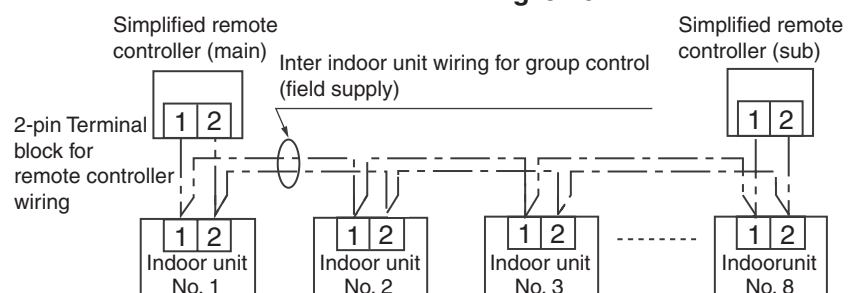 Simplified remote
controller (main)
Simplified remote
controller (sub)
Inter indoor unit wiring for group control
(field supply)
1 2
1 2
2-pin Terminal
block for
remote controller
wiring
1 2
1 2
1 2
1 2
Indoor unit
No. 1
Indoor unit
No. 2
Indoor unit
No. 3
Indoorunit
No. 8